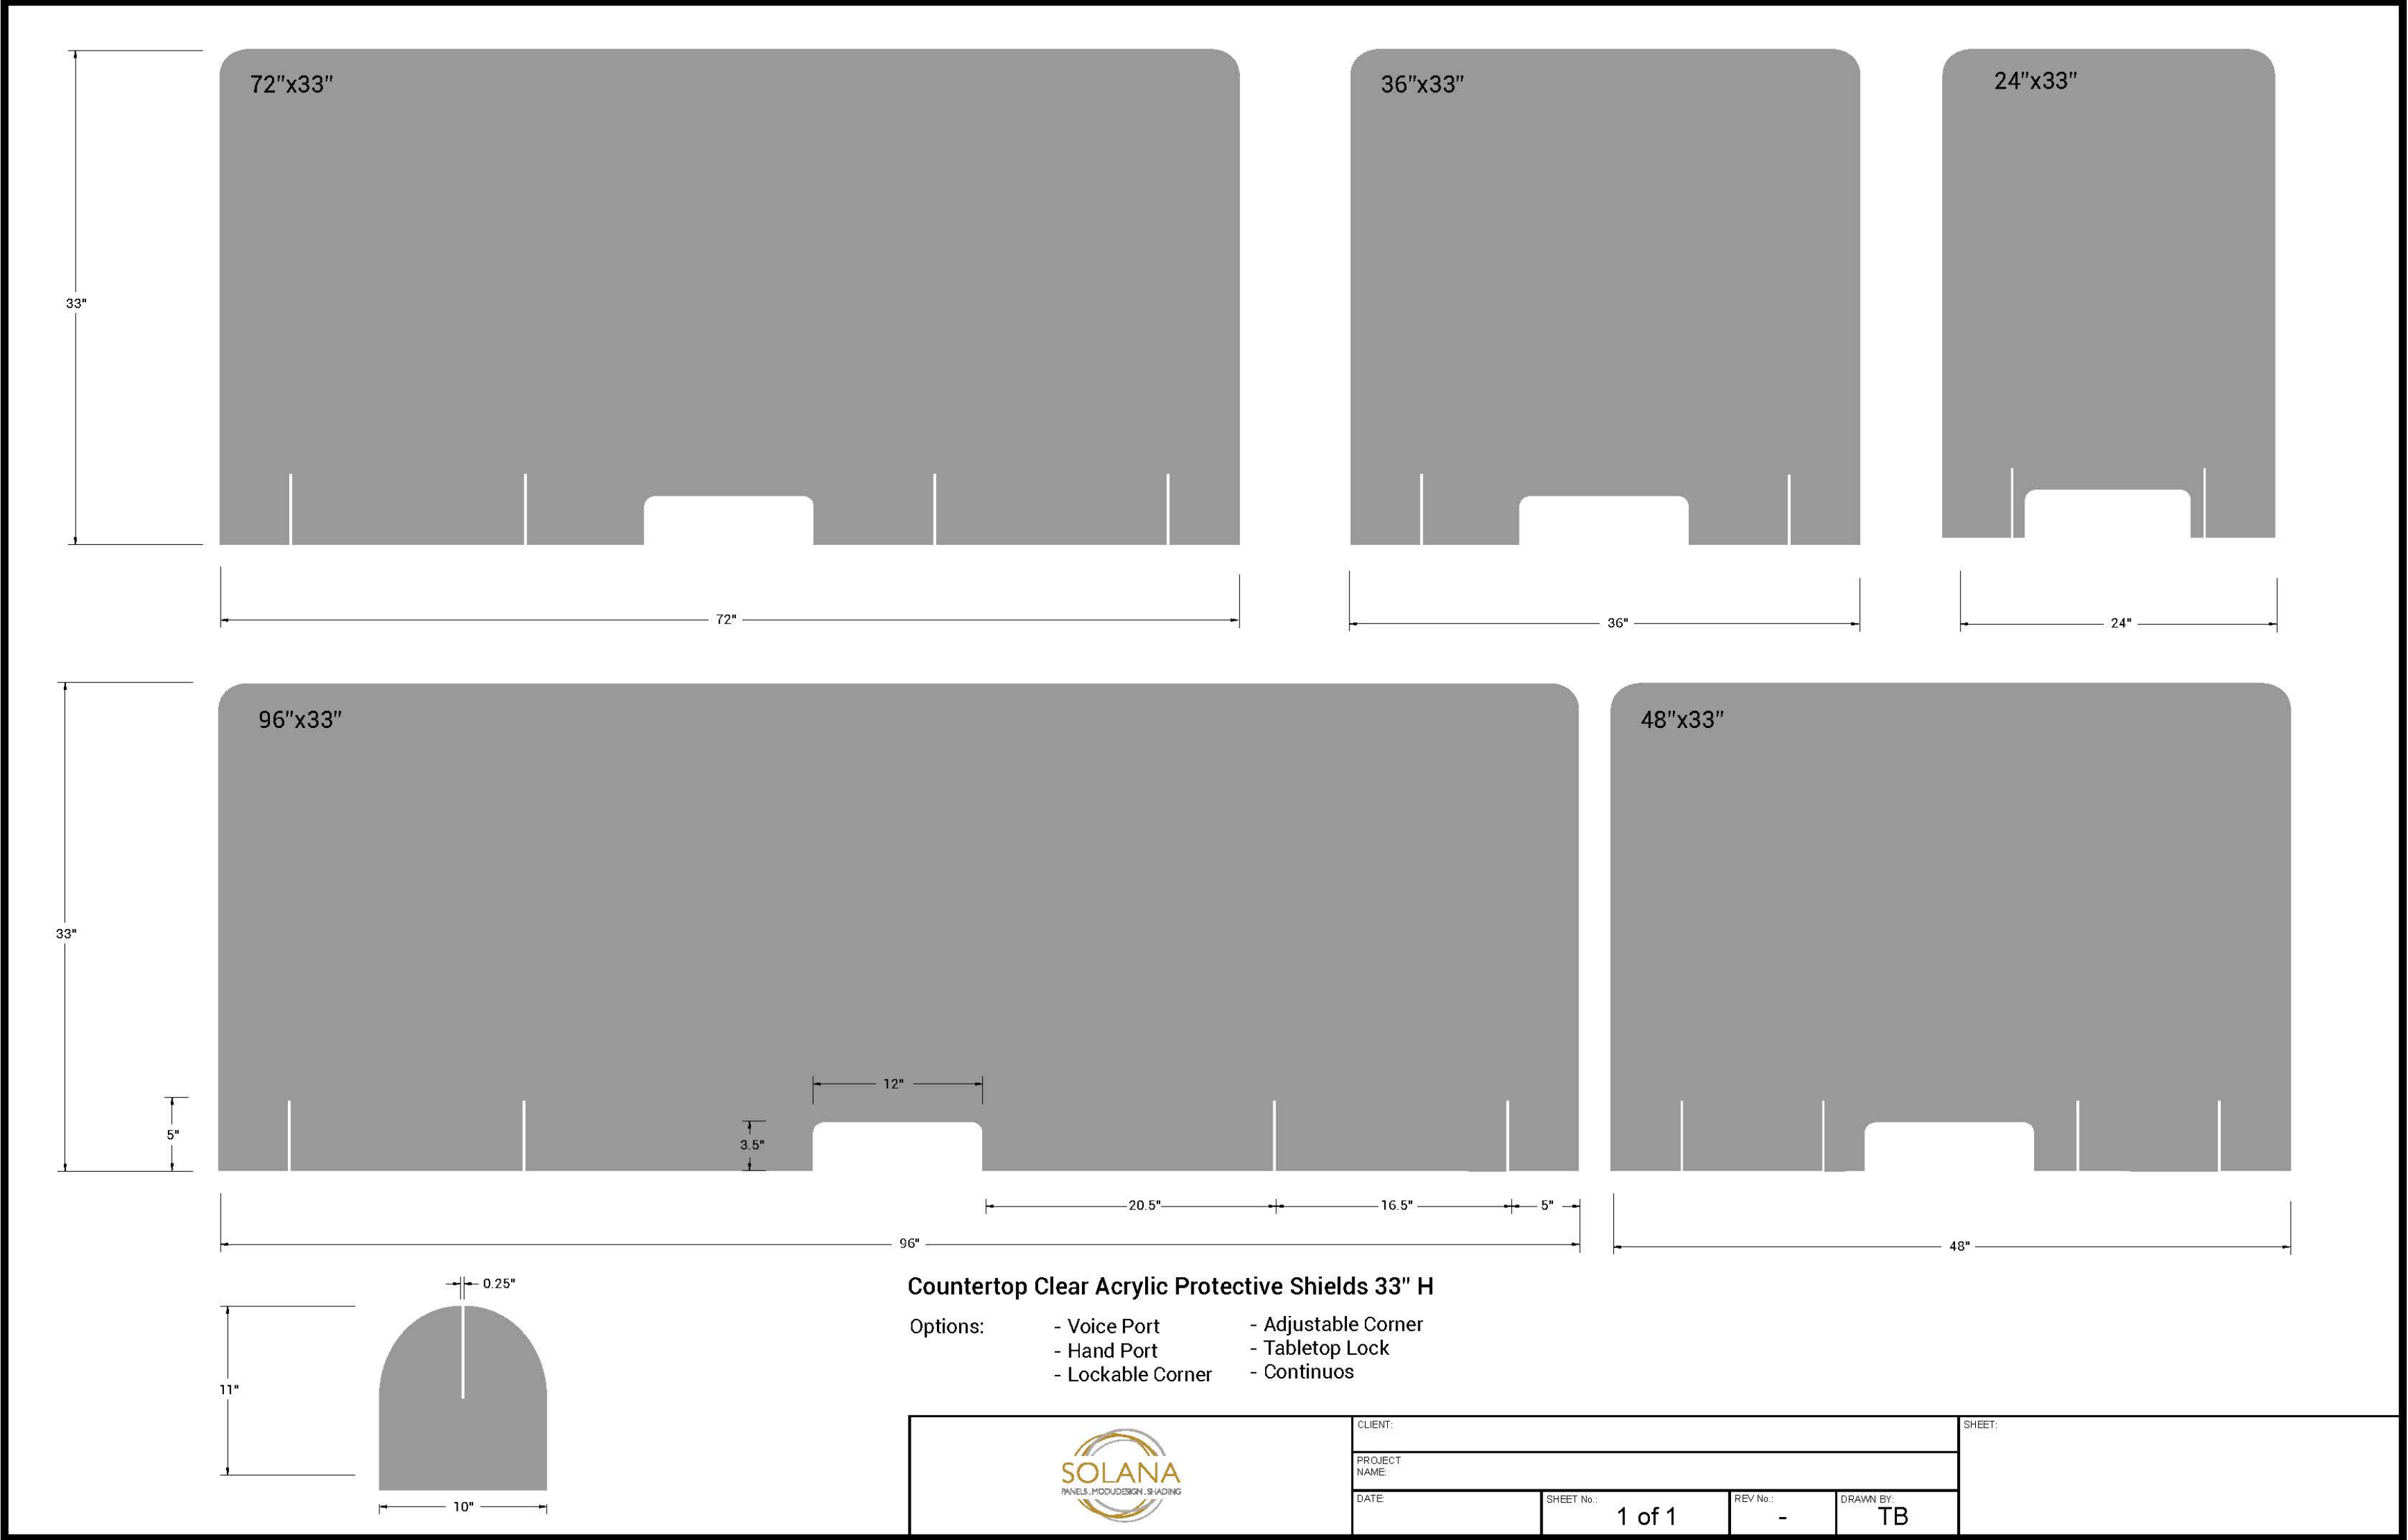 72"x33"
36"x33"
24"x33"
33"
72"
36"
24"
96"x33"
48"x33"
33"
12"
5"
3.5"
20.5"
16.5"
5"
96"
48"
0.25"
11"
10"
Countertop Clear Acrylic Protective Shields 33" H
Options:
- Voice Port
- Hand Port
- Lockable Corner
- Adjustable Corner
- Tabletop Lock
- Continuos
SOLANA
PANELS . MODUDESIGN . SHADING
CLIENT:
PROJECT
NAME:
DATE:
SHEET No.:
1 of 1
REV No.:
-
DRAWN BY:
TB
SHEET: